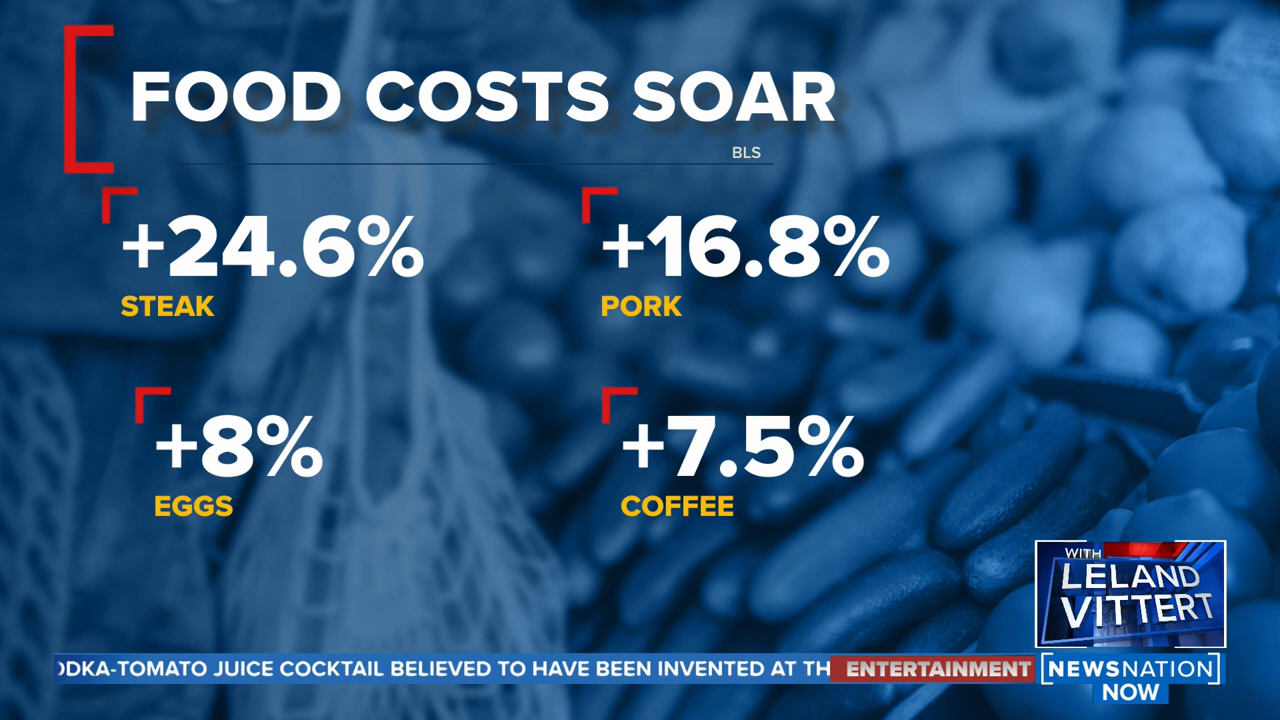 FOOD COSTS SOAR
BLS
+24.6%
STEAK
+16.8%
PORK
+8%
EGGS
+7.5%
COFFEE
WITH
LELAND
VITTERT
ODKA-TOMATO JUICE COCKTAIL BELIEVED TO HAVE BEEN INVENTED AT TH
ENTERTAINMENT
NEWSNATION
NOW